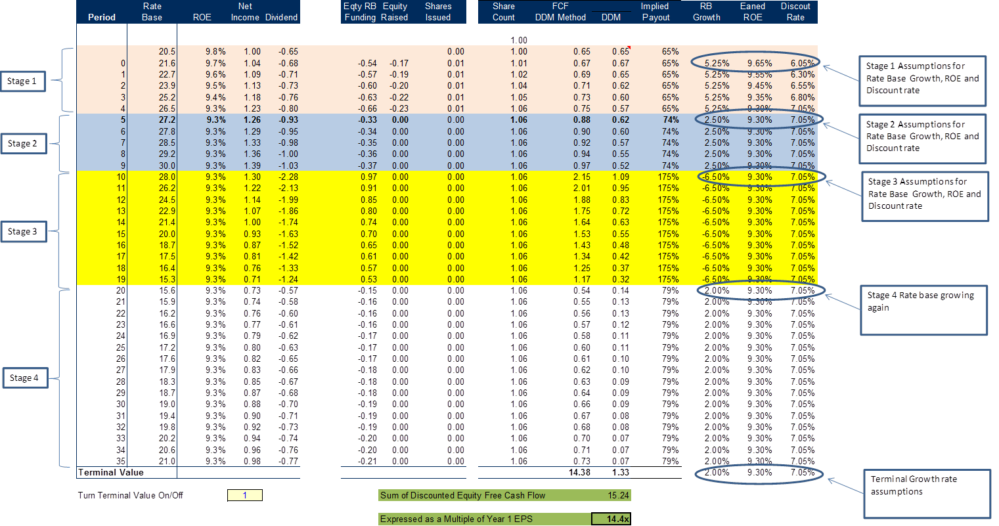 Rate Net Eqty RB Equity Shares Share FCF Implied RB Eaned Discout
Period Base ROE Income Dividend Funding Raised Issued Count DDM Method DDM Payout Growth ROE Rate
1.00
20.5 9.8% 1.00 -0.65 0.00 1.00 0.65 0.65 65%
0 21.6 9.7% 1.04 -0.68 -0.54 -0.17 0.01 1.01 0.67 0.67 65% 5.25% 9.65% 6.05%
1 22.7 9.6% 1.09 -0.71 -0.57 -0.19 0.01 1.02 0.69 0.65 65% 5.25% 9.55% 6.30%
2 23.9 9.5% 1.13 -0.73 -0.60 -0.20 0.01 1.04 0.71 0.62 65% 5.25% 9.45% 6.55%
3 25.2 9.4% 1.18 -0.76 -0.63 -0.22 0.01 1.05 0.73 0.60 65% 5.25% 9.35% 6.80%
4 26.5 9.3% 1.23 -0.80 -0.66 -0.23 0.01 1.06 0.75 0.57 65% 5.25% 9.30% 7.05%
5 27.2 9.3% 1.26 -0.93 -0.33 0.00 0.00 1.06 0.88 0.62 74% 2.50% 9.30% 7.05%
6 27.8 9.3% 1.29 -0.95 -0.34 0.00 0.00 1.06 0.90 0.60 74% 2.50% 9.30% 7.05%
7 28.5 9.3% 1.33 -0.98 -0.35 0.00 0.00 1.06 0.92 0.57 74% 2.50% 9.30% 7.05%
8 29.2 9.3% 1.36 -1.00 -0.36 0.00 0.00 1.06 0.94 0.55 74% 2.50% 9.30% 7.05%
9 30.0 9.3% 1.39 -1.03 -0.37 0.00 0.00 1.06 0.97 0.52 74% 2.50% 9.30% 7.05%
10 28.0 9.3% 1.30 -2.28 0.97 0.00 0.00 1.06 2.15 1.09 175% -6.50% 9.30% 7.05%
11 26.2 9.3% 1.22 -2.13 0.91 0.00 0.00 1.06 2.01 0.95 175% -6.50% 9.30% 7.05%
12 24.5 9.3% 1.14 -1.99 0.85 0.00 0.00 1.06 1.88 0.83 175% -6.50% 9.30% 7.05%
13 22.9 9.3% 1.07 -1.86 0.80 0.00 0.00 1.06 1.75 0.72 175% -6.50% 9.30% 7.05%
14 21.4 9.3% 1.00 -1.74 0.74 0.00 0.00 1.06 1.64 0.63 175% -6.50% 9.30% 7.05%
15 20.0 9.3% 0.93 -1.63 0.70 0.00 0.00 1.06 1.53 0.55 175% -6.50% 9.30% 7.05%
16 18.7 9.3% 0.87 -1.52 0.65 0.00 0.00 1.06 1.43 0.48 175% -6.50% 9.30% 7.05%
17 17.5 9.3% 0.81 -1.42 0.61 0.00 0.00 1.06 1.34 0.42 175% -6.50% 9.30% 7.05%
18 16.4 9.3% 0.76 -1.33 0.57 0.00 0.00 1.06 1.25 0.37 175% -6.50% 9.30% 7.05%
19 15.3 9.3% 0.71 -1.24 0.53 0.00 0.00 1.06 1.17 0.32 175% -6.50% 9.30% 7.05%
20 15.6 9.3% 0.73 -0.57 -0.15 0.00 0.00 1.06 0.54 0.14 79% 2.00% 9.30% 7.05%
21 15.9 9.3% 0.74 -0.58 -0.16 0.00 0.00 1.06 0.55 0.13 79% 2.00% 9.30% 7.05%
22 16.2 9.3% 0.76 -0.60 -0.16 0.00 0.00 1.06 0.56 0.13 79% 2.00% 9.30% 7.05%
23 16.6 9.3% 0.77 -0.61 -0.16 0.00 0.00 1.06 0.57 0.12 79% 2.00% 9.30% 7.05%
24 16.9 9.3% 0.79 -0.62 -0.17 0.00 0.00 1.06 0.58 0.11 79% 2.00% 9.30% 7.05%
25 17.2 9.3% 0.80 -0.63 -0.17 0.00 0.00 1.06 0.60 0.11 79% 2.00% 9.30% 7.05%
26 17.6 9.3% 0.82 -0.65 -0.17 0.00 0.00 1.06 0.61 0.10 79% 2.00% 9.30% 7.05%
27 17.9 9.3% 0.83 -0.66 -0.18 0.00 0.00 1.06 0.62 0.10 79% 2.00% 9.30% 7.05%
28 18.3 9.3% 0.85 -0.67 -0.18 0.00 0.00 1.06 0.63 0.09 79% 2.00% 9.30% 7.05%
29 18.7 9.3% 0.87 -0.68 -0.18 0.00 0.00 1.06 0.64 0.09 79% 2.00% 9.30% 7.05%
30 19.0 9.3% 0.88 -0.70 -0.19 0.00 0.00 1.06 0.66 0.09 79% 2.00% 9.30% 7.05%
31 19.4 9.3% 0.90 -0.71 -0.19 0.00 0.00 1.06 0.67 0.08 79% 2.00% 9.30% 7.05%
32 19.8 9.3% 0.92 -0.73 -0.19 0.00 0.00 1.06 0.68 0.08 79% 2.00% 9.30% 7.05%
33 20.2 9.3% 0.94 -0.74 -0.20 0.00 0.00 1.06 0.70 0.07 79% 2.00% 9.30% 7.05%
34 20.6 9.3% 0.96 -0.76 -0.20 0.00 0.00 1.06 0.71 0.07 79% 2.00% 9.30% 7.05%
35 21.0 9.3% 0.98 -0.77 -0.21 0.00 0.00 1.06 0.73 0.07 79% 2.00% 9.30% 7.05%
Terminal Value 14.38 1.33 2.00% 9.30% 7.05%
Turn Terminal Value On/Off 1
Sum of Discounted Equity Free Cash Flow 15.24
Expressed as a Multiple of Year 1 EPS 14.4x
Stage 1
Stage 2
Stage 3
Stage 4
Stage 1 Assumptions for
Rate Base Growth, ROE and
Discount rate
Stage 2 Assumptions for
Rate Base Growth, ROE and
Discount rate
Stage 3 Assumptions for
Rate Base Growth, ROE and
Discount rate
Stage 4 Rate base growing
again
Terminal Growth rate
assumptions